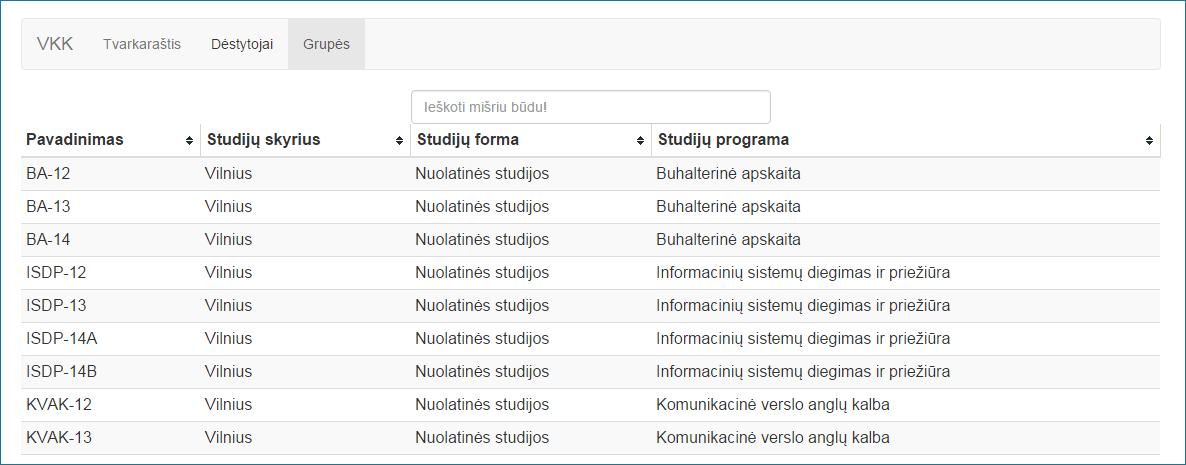 VKK Tvarkaraštis Dėstytojai Grupės
Ieškoti mišriu būdu!
Pavadinimas Studijų skyrius Studijų forma Studijų programa
BA-12 Vilnius Nuolatinės studijos Buhalterinė apskaita
BA-13 Vilnius Nuolatinės studijos Buhalterinė apskaita
BA-14 Vilnius Nuolatinės studijos Buhalterinė apskaita
ISDP-12 Vilnius Nuolatinės studijos Informacinių sistemų diegimas ir priežiūra
ISDP-13 Vilnius Nuolatinės studijos Informacinių sistemų diegimas ir priežiūra
ISDP-14A Vilnius Nuolatinės studijos Informacinių sistemų diegimas ir priežiūra
ISDP-14B Vilnius Nuolatinės studijos Informacinių sistemų diegimas ir priežiūra
KVAK-12 Vilnius Nuolatinės studijos Komunikacinė verslo anglų kalba
KVAK-13 Vilnius Nuolatinės studijos Komunikacinė verslo anglų kalba